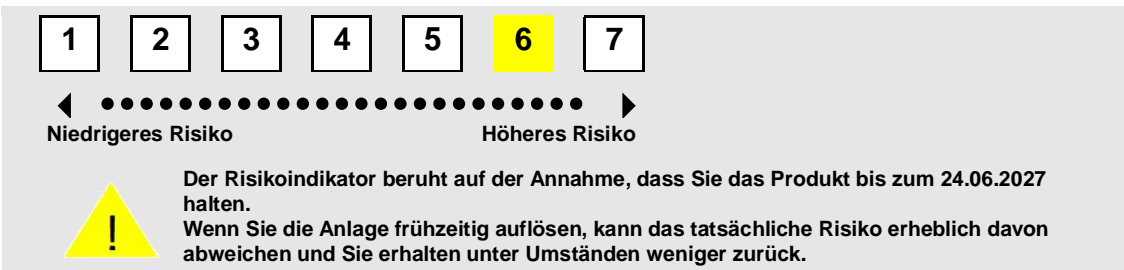 1 2 3 4 5 6 7
Niedrigeres Risiko Höheres Risiko
Der Risikoindikator beruht auf der Annahme, dass Sie das Produkt bis zum 24.06.2027
halten.
Wenn Sie die Anlage frühzeitig auflösen, kann das tatsächliche Risiko erheblich davon
abweichen und Sie erhalten unter Umständen weniger zurück.
!